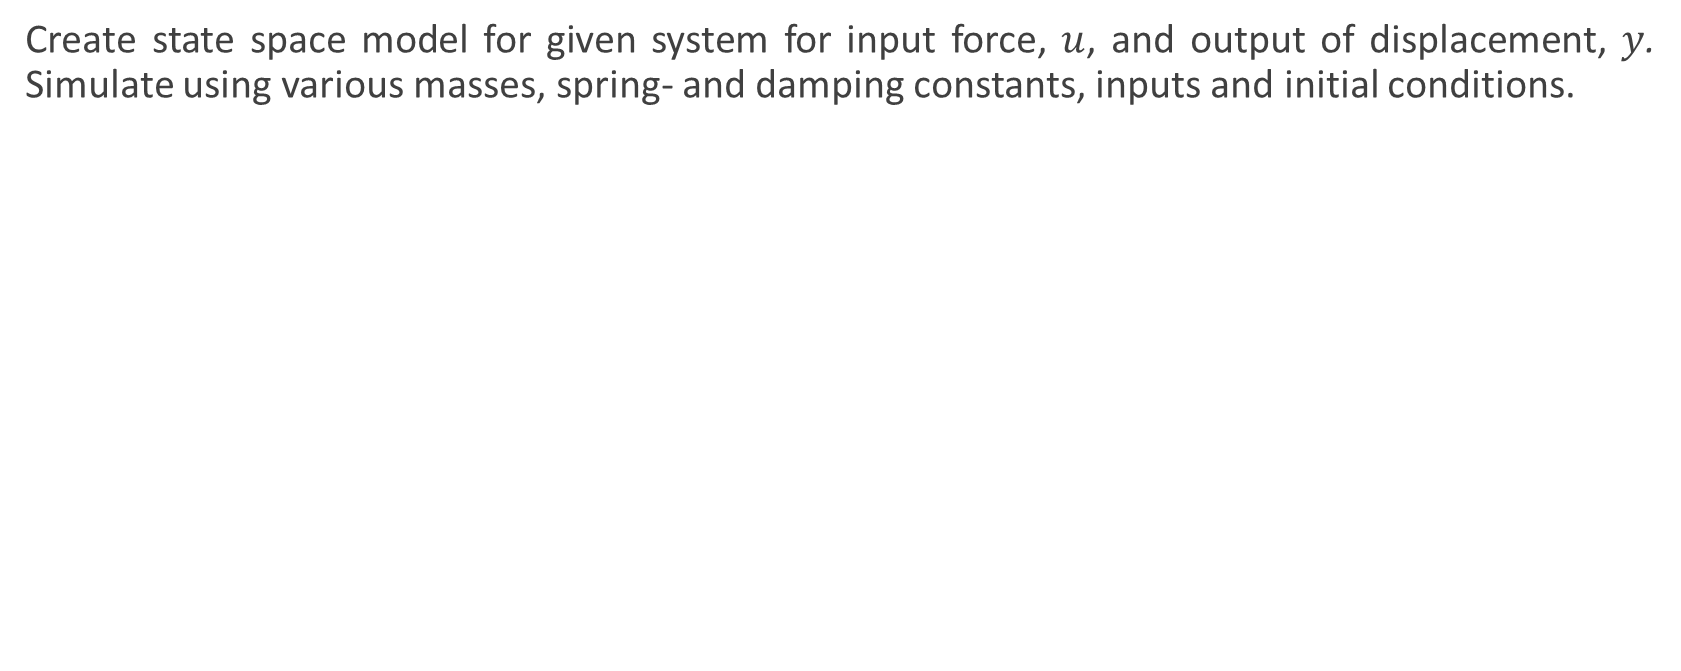 Create state space model for given system for input force, u, and output of displacement, y.
Simulate using various masses, spring- and damping constants, inputs and initial conditions.